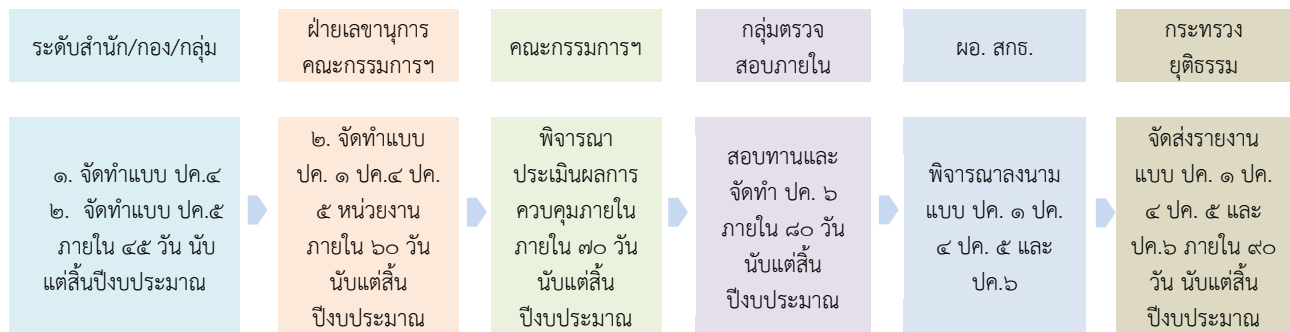 ระดับสำนัก/กอง/กลุ่ม
ฝ่ายเลขานุการ
คณะกรรมการฯ
คณะกรรมการฯ
กลุ่มตรวจ
สอบภายใน
ผอ. สกธ.
กระทรวง
ยุติธรรม
๑. จัดทำแบบ ปค.๔
๒. จัดทำแบบ ปค.๕
ภายใน ๔๕ วัน นับ
แต่สิ้นปีงบประมาณ
๒. จัดทำแบบ
ปค. ๑ ปค.๔ ปค.
๕ หน่วยงาน
ภายใน ๖๐ วัน
นับแต่สิ้น
ปีงบประมาณ
พิจารณา
ประเมินผลการ
ควบคุมภายใน
ภายใน ๗๐ วัน
นับแต่สิ้น
ปีงบประมาณ
สอบทานและ
จัดทำ ปค. ๖
ภายใน ๘๐ วัน
นับแต่สิ้น
ปีงบประมาณ
พิจารณาลงนาม
แบบ ปค. ๑ ปค.
๔ ปค. ๕ และ
ปค.๖
จัดส่งรายงาน
แบบ ปค. ๑ ปค.
๔ ปค. ๕ และ
ปค.๖ ภายใน ๙๐
วัน นับแต่สิ้น
ปีงบประมาณ